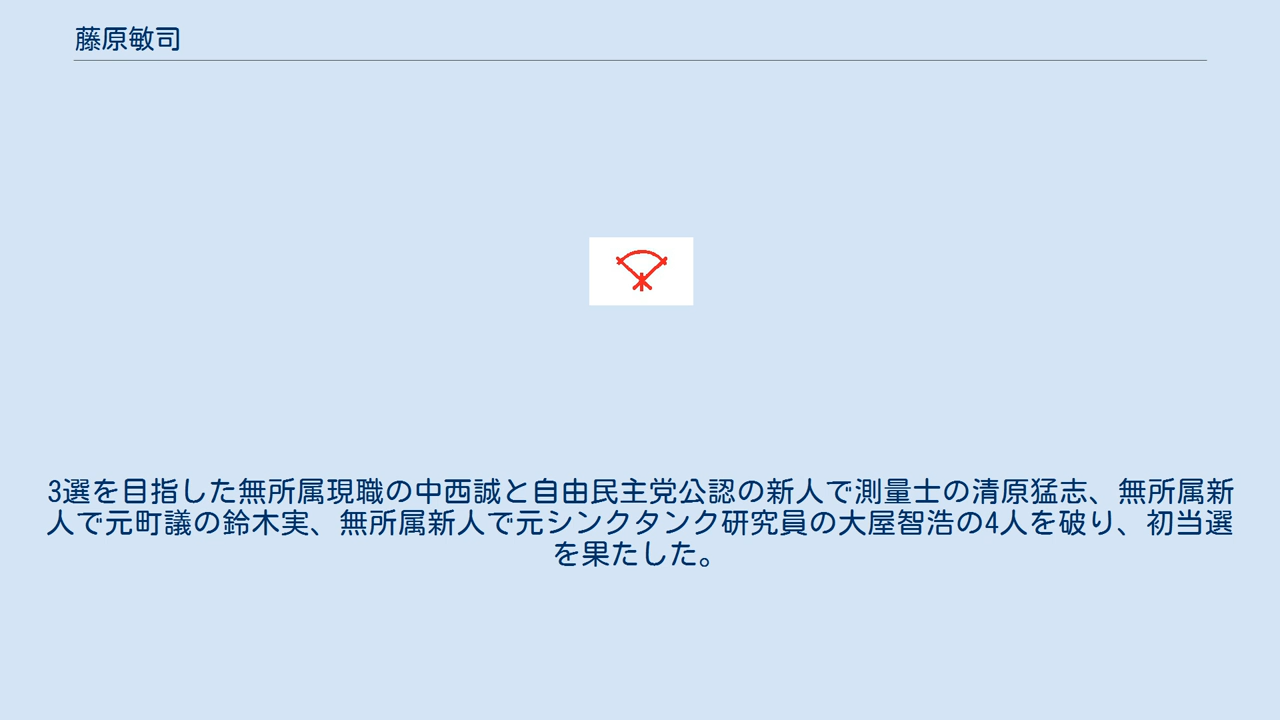 藤原敏司
3選を目指した無所属現職の中西誠と自由民主党公認の新人で測量士の清原猛志、無所属新
人で元町議の鈴木実、無所属新人で元シンクタンク研究員の大屋智浩の4人を破り、初当選
を果たした。